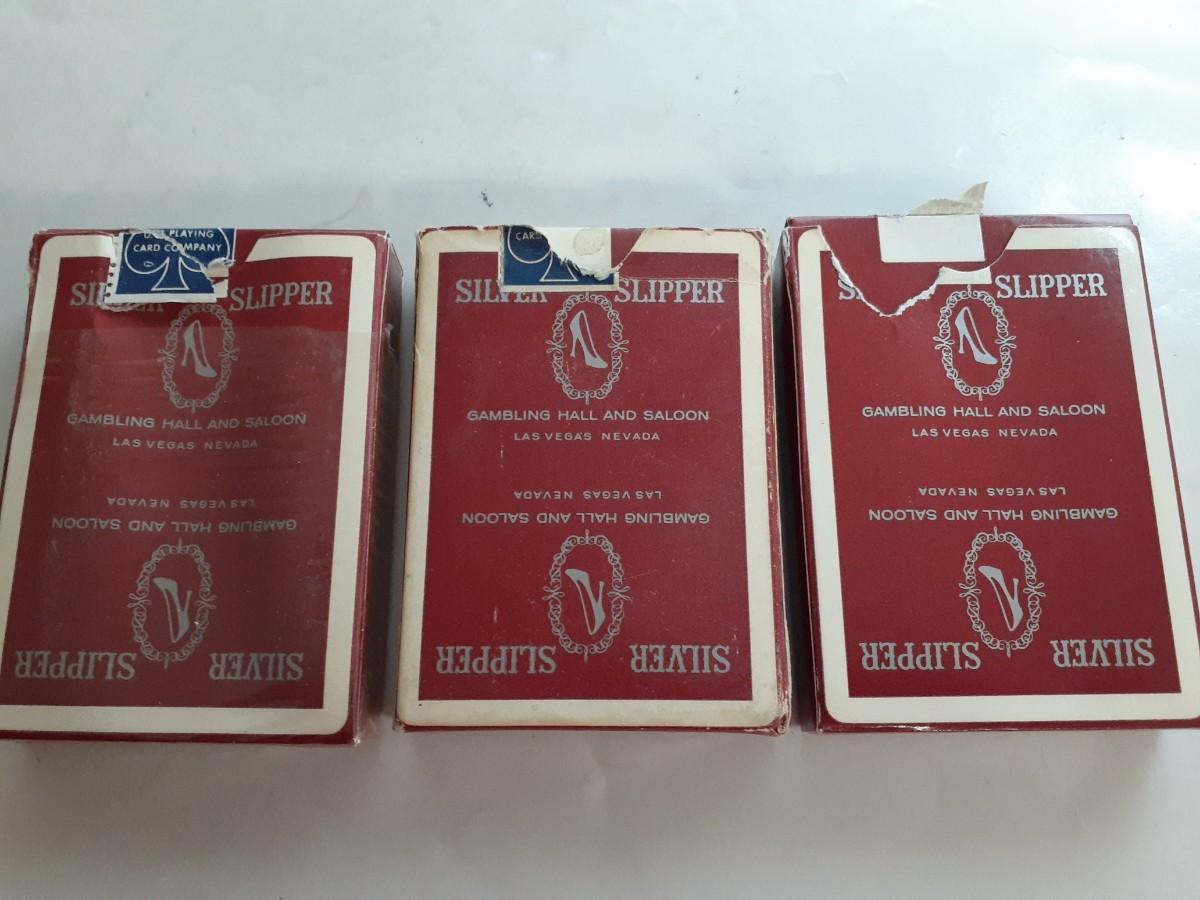 U.S. PLAYING
CARD COMPANY
SILVER SLIPPER
GAMBLING HALL AND SALOON
LAS VEGAS NEVADA
LAS VEGAS NEVADA
GAMBLING HALL AND SALOON
SILVER SLIPPER
CARD
SILVER SLIPPER
GAMBLING HALL AND SALOON
LAS VEGAS NEVADA
LAS VEGAS NEVADA
GAMBLING HALL AND SALOON
SILVER SLIPPER
S SLIPPER
GAMBLING HALL AND SALOON
LAS VEGAS NEVADA
LAS VEGAS NEVADA
GAMBLING HALL AND SALOON
SILVER SLIPPER